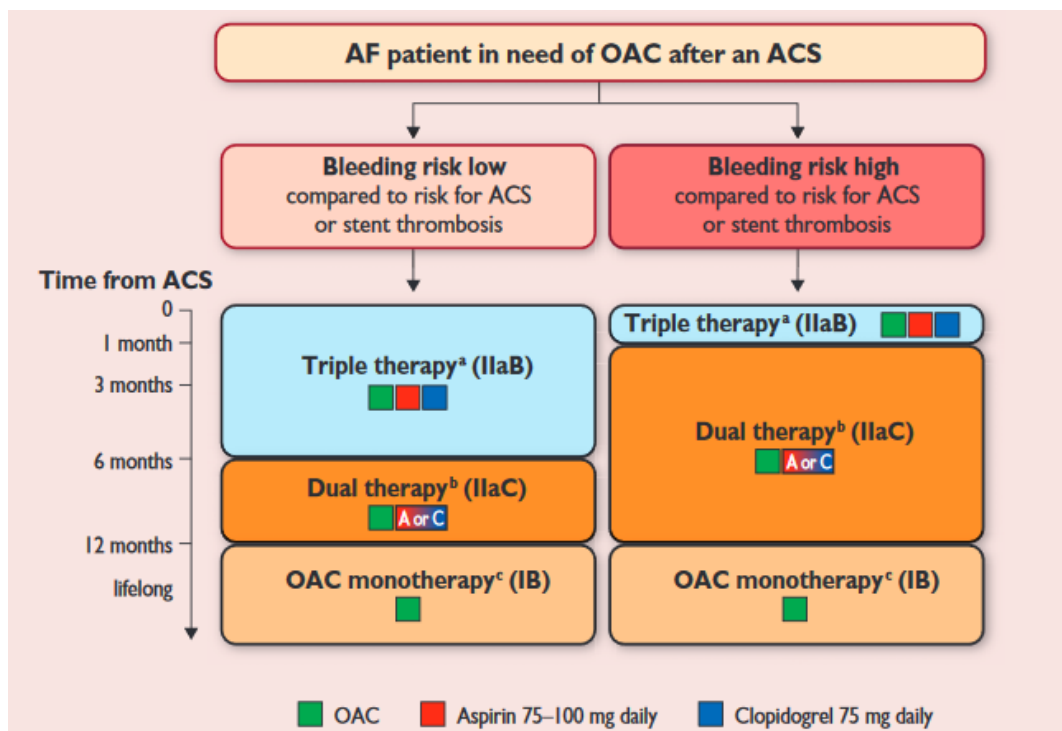 AF patient in need of OAC after an ACS
Bleeding risk low
compared to risk for ACS
or stent thrombosis
Bleeding risk high
compared to risk for ACS
or stent thrombosis
Time from ACS
0
1 month
3 months
6 months
12 months
lifelong
Triple therapyᵃ (IIaB)
Dual therapyᵇ (IIaC)
A or C
OAC monotherapyᶜ (IB)
Triple therapyᵃ (IIaB)
Dual therapyᵇ (IIaC)
A or C
OAC monotherapyᶜ (IB)
OAC
Aspirin 75–100 mg daily
Clopidogrel 75 mg daily